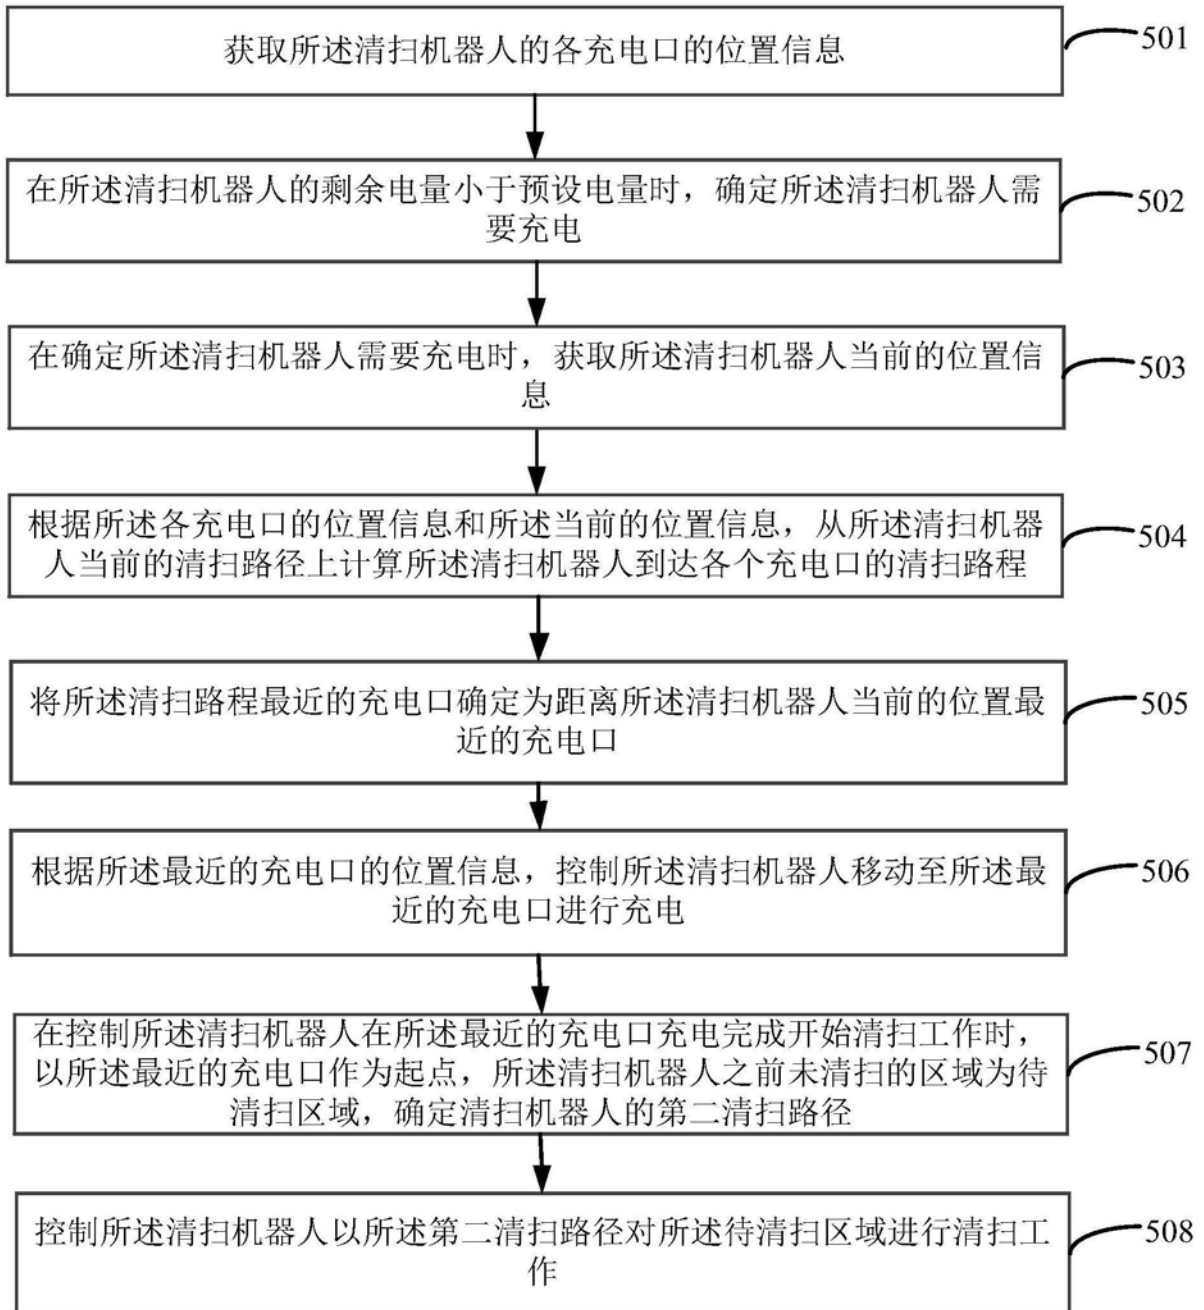 获取所述清扫机器人的各充电口的位置信息
501
在所述清扫机器人的剩余电量小于预设电量时，确定所述清扫机器人需
要充电
502
在确定所述清扫机器人需要充电时，获取所述清扫机器人当前的位置信
息
503
根据所述各充电口的位置信息和所述当前的位置信息，从所述清扫机器
人当前的清扫路径上计算所述清扫机器人到达各个充电口的清扫路程
504
将所述清扫路程最近的充电口确定为距离所述清扫机器人当前的位置最
近的充电口
505
根据所述最近的充电口的位置信息，控制所述清扫机器人移动至所述最
近的充电口进行充电
506
在控制所述清扫机器人在所述最近的充电口充电完成开始清扫工作时，
以所述最近的充电口作为起点，所述清扫机器人之前未清扫的区域为待
清扫区域，确定清扫机器人的第二清扫路径
507
控制所述清扫机器人以所述第二清扫路径对所述待清扫区域进行清扫工
作
508